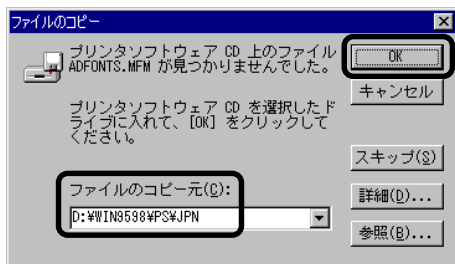 ファイルのコピー
プリンタソフトウェア CD 上のファイル
ADFONTS.MFM が見つかりませんでした。
プリンタソフトウェア CD を選択したド
ライブに入れて、[OK] をクリックして
ください。
ファイルのコピー元(C):
D:¥WIN9598¥PS¥JPN
OK
キャンセル
スキップ(S)
詳細(D)...
参照(B)...